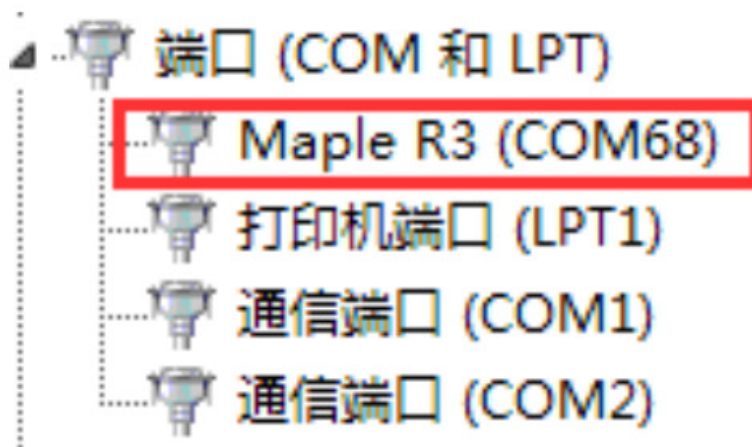 端口 (COM 和 LPT)
Maple R3 (COM68)
打印机端口 (LPT1)
通信端口 (COM1)
通信端口 (COM2)